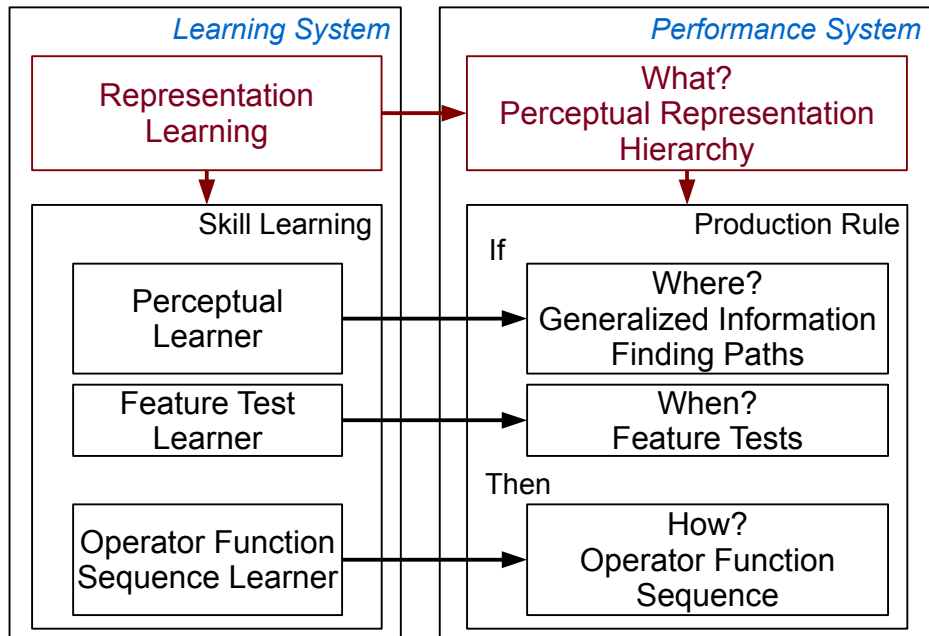 Learning System
Representation
Learning
Skill Learning
Perceptual
Learner
Feature Test
Learner
Operator Function
Sequence Learner
Performance System
What?
Perceptual Representation
Hierarchy
Production Rule
If
Where?
Generalized Information
Finding Paths
When?
Feature Tests
Then
How?
Operator Function
Sequence